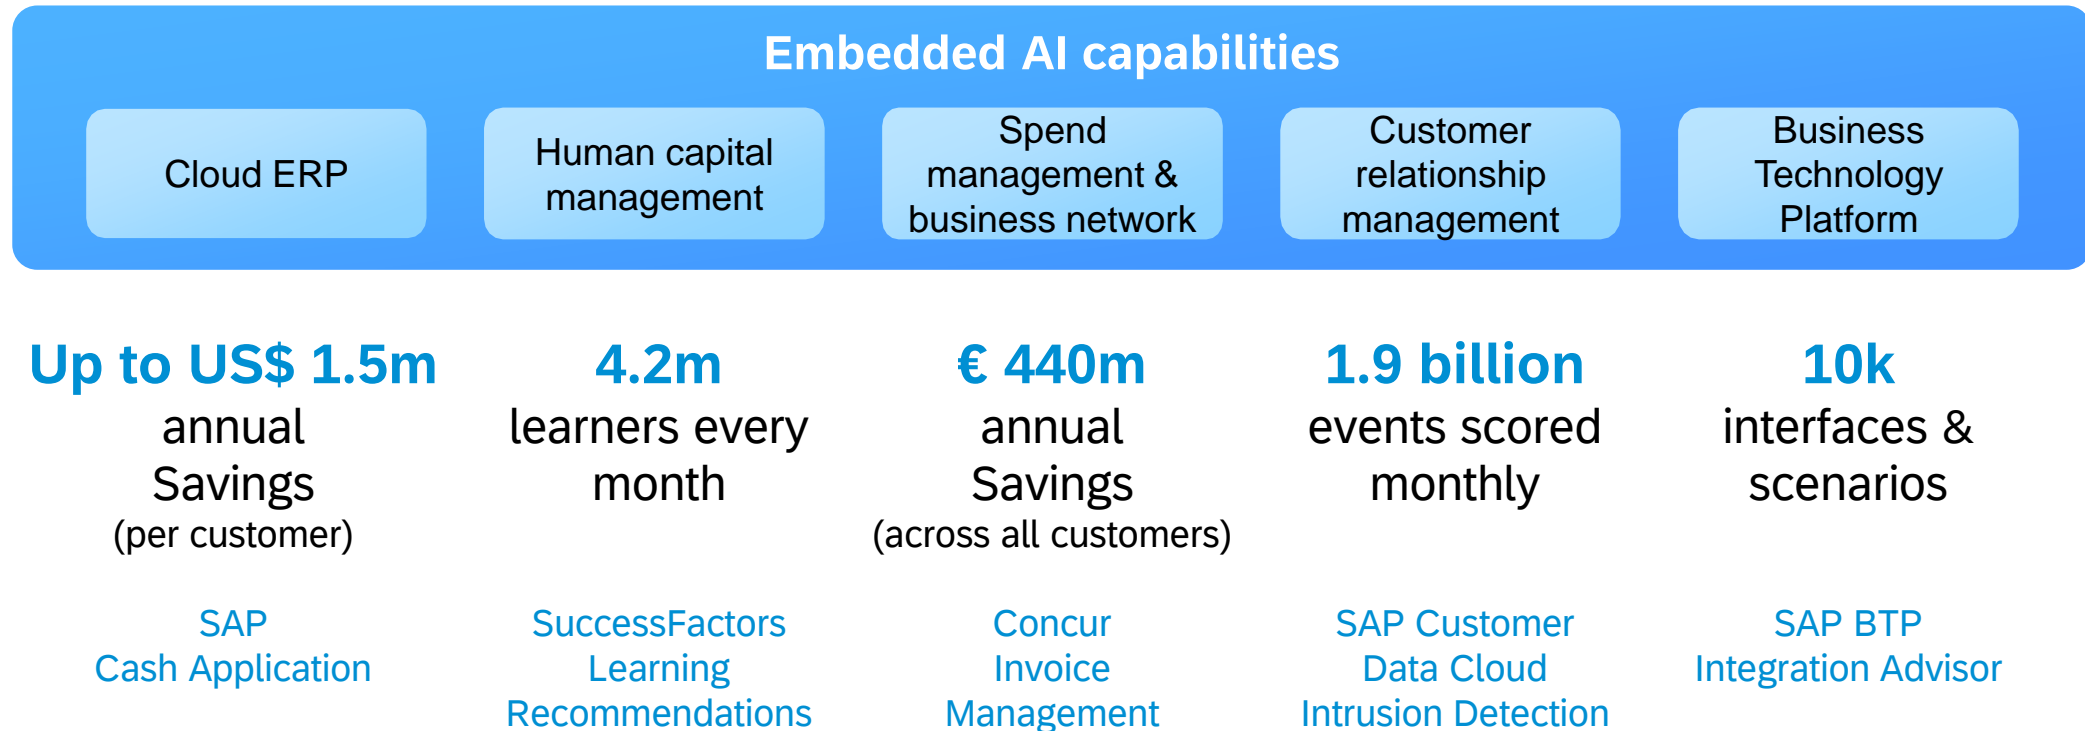 Embedded AI capabilities
Cloud ERP
Human capital
management
Spend
management &
business network
Customer
relationship
management
Business
Technology
Platform
Up to US$ 1.5m
annual
Savings
(per customer)
4.2m
learners every
month
€ 440m
annual
Savings
(across all customers)
1.9 billion
events scored
monthly
10k
interfaces &
scenarios
SAP
Cash Application
SuccessFactors
Learning
Recommendations
Concur
Invoice
Management
SAP Customer
Data Cloud
Intrusion Detection
SAP BTP
Integration Advisor